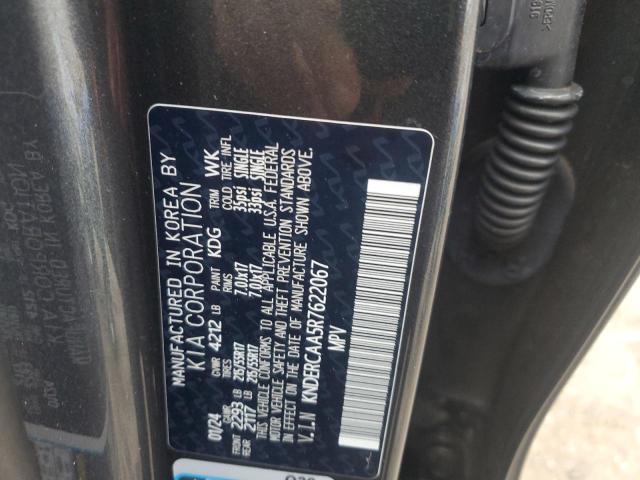 MANUFACTURED IN KOREA BY
KIA CORPORATION
01/24 GVWR 4212 LB PAINT KDG TRIM WK
GAWR TIRES RIMS COLD TIRE INFL
FRONT 2293 LB 215/55R17 7.0Jx17 35psi SINGLE
REAR 2117 LB 215/55R17 7.0Jx17 33psi SINGLE
THIS VEHICLE CONFORMS TO ALL APPLICABLE U.S.A. FEDERAL
MOTOR VEHICLE SAFETY AND THEFT PREVENTION STANDARDS
IN EFFECT ON THE DATE OF MANUFACTURE SHOWN ABOVE.
V.I.N KNDERCAA5R7622067
MPV